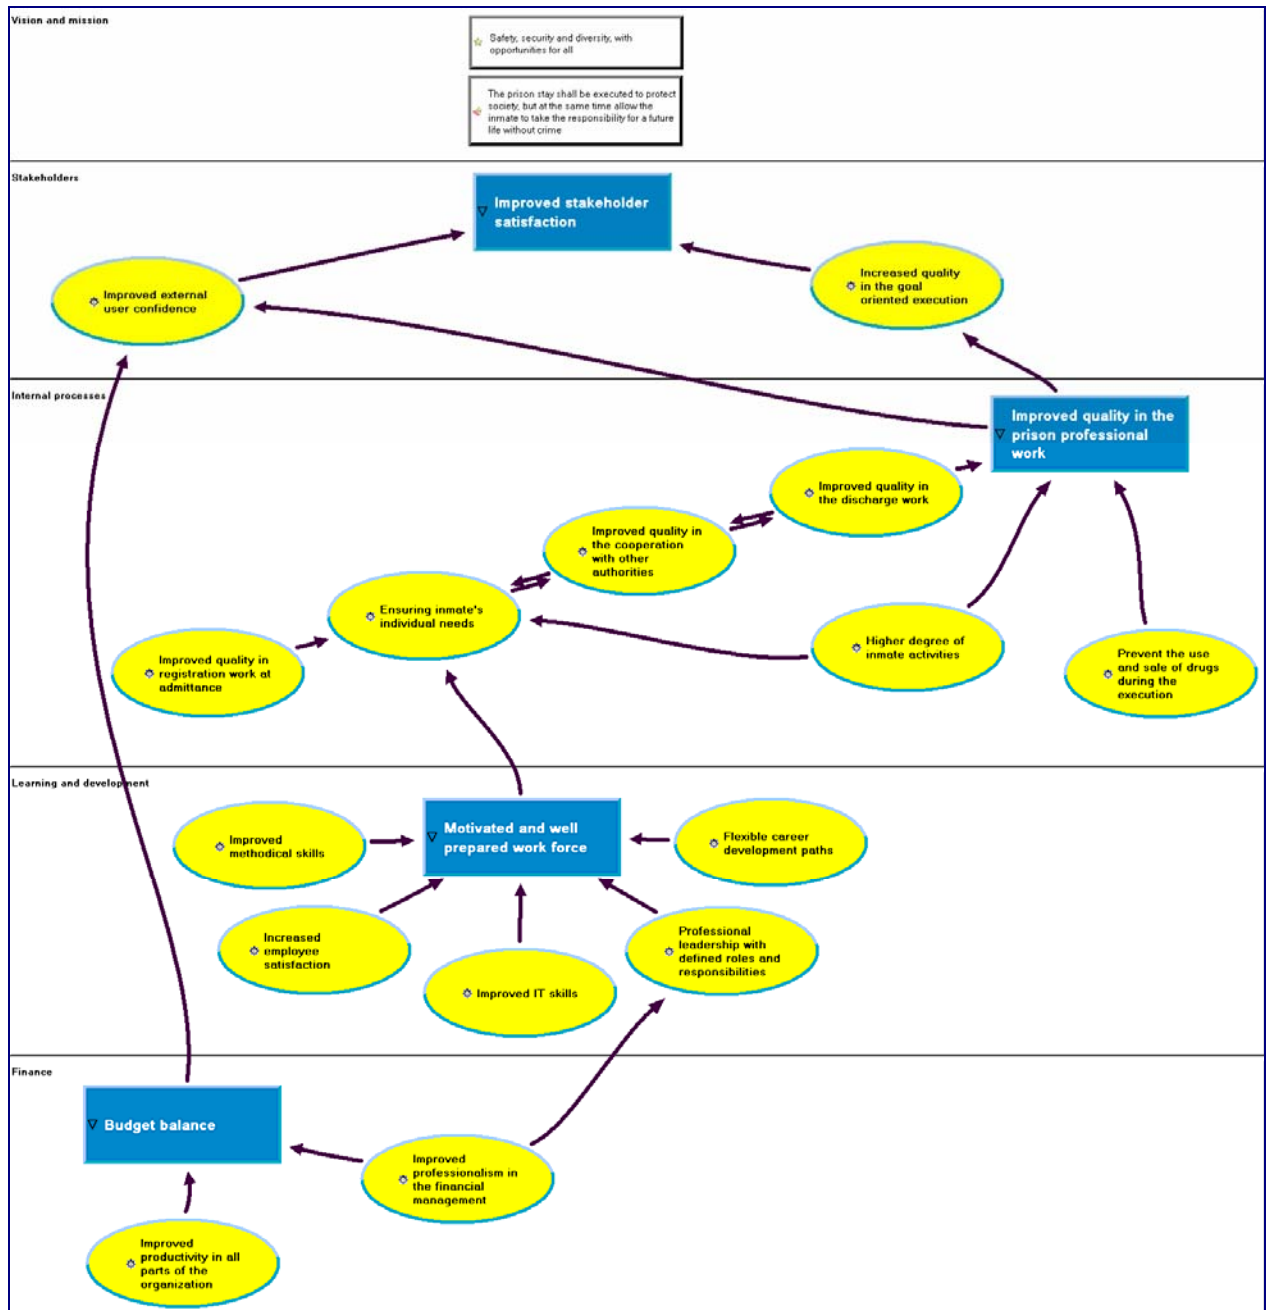 Vision and mission
Safety, security and diversity, with
opportunities for all
The prison stay shall be executed to protect
society, but at the same time allow the
inmate to take the responsibility for a future
life without crime
Stakeholders
Improved stakeholder
satisfaction
Improved external
user confidence
Increased quality
in the goal
oriented execution
Internal processes
Improved quality in the
prison professional
work
Improved quality in
the discharge work
Improved quality in
the cooperation
with other
authorities
Ensuring inmate's
individual needs
Improved quality in
registration work at
admittance
Higher degree of
inmate activities
Prevent the use
and sale of drugs
during the
execution
Learning and development
Motivated and well
prepared work force
Improved
methodical skills
Flexible career
development paths
Increased
employee
satisfaction
Improved IT skills
Professional
leadership with
defined roles and
responsibilities
Finance
Budget balance
Improved
professionalism in
the financial
management
Improved
productivity in all
parts of the
organization